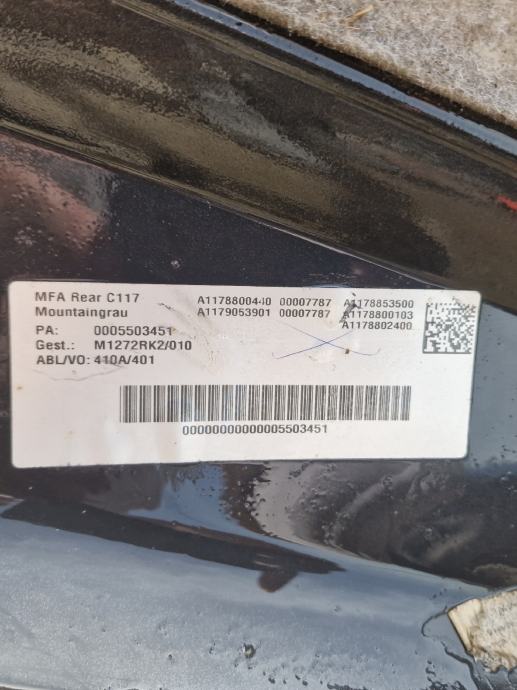 MFA Rear C117 A1178800440 00007787 A1178853500
Mountaingrau A1179053901 00007787 A1178800103
A1178802400
PA: 0005503451
Gest.: M1272RK2/010
ABL/VO: 410A/401
00000000000005503451